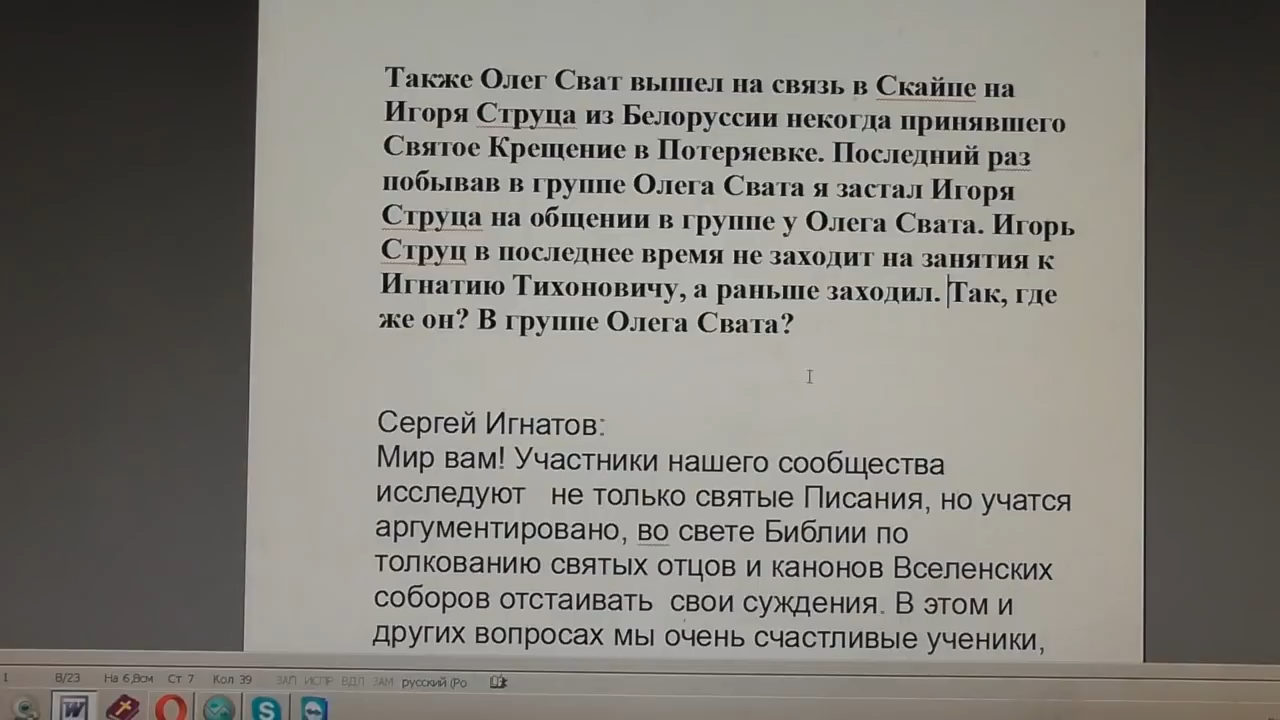 Также Олег Сват вышел на связь в Скайпе на
Игоря Струца из Белоруссии некогда принявшего
Святое Крещение в Потеряевке. Последний раз
побывав в группе Олега Свата я застал Игоря
Струца на общении в группе у Олега Свата. Игорь
Струц в последнее время не заходит на занятия к
Игнатию Тихоновичу, а раньше заходил. Так, где
же он? В группе Олега Свата?
Сергей Игнатов:
Мир вам! Участники нашего сообщества
исследуют не только святые Писания, но учатся
аргументировано, во свете Библии по
толкованию святых отцов и канонов Вселенских
соборов отстаивать свои суждения. В этом и
других вопросах мы очень счастливые ученики,
1 8/23 На 6,8см Ст 7 Кол 39 ЗАП ИСПР ВДЛ ЗАМ русский (Ро